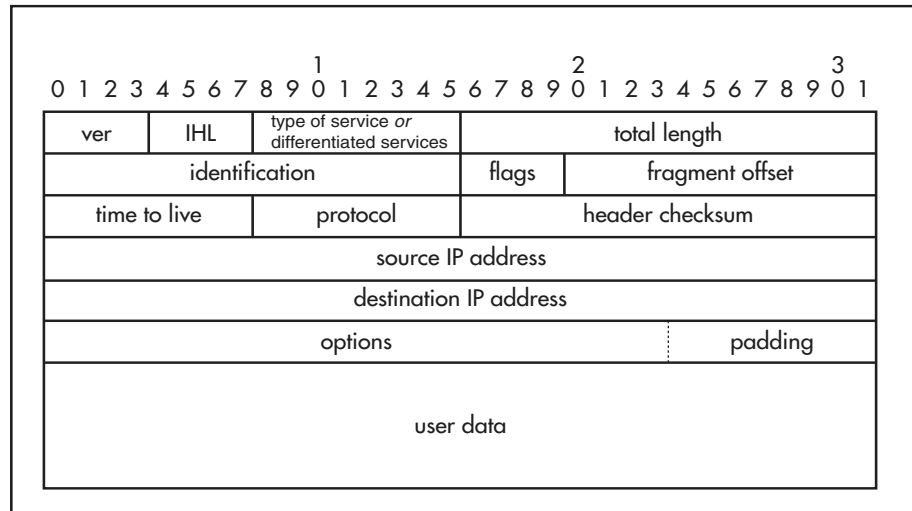 1 2 3
0 1 2 3 4 5 6 7 8 9 0 1 2 3 4 5 6 7 8 9 0 1 2 3 4 5 6 7 8 9 0 1
ver IHL type of service or total length
differentiated services
identification flags fragment offset
time to live protocol header checksum
source IP address
destination IP address
options padding
user data